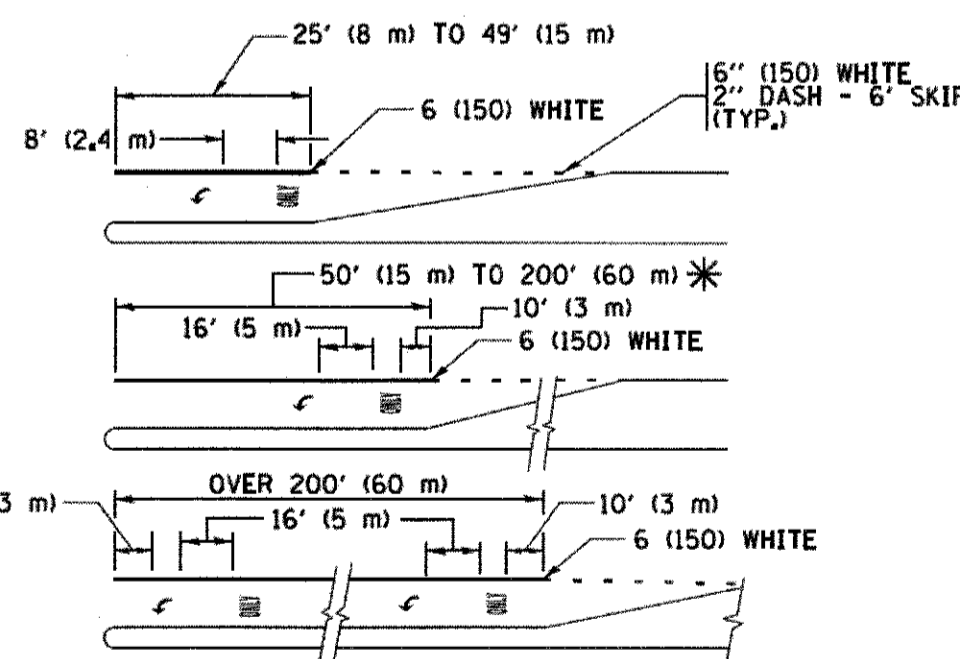 25' (8 m) TO 49' (15 m)
6'' (150) WHITE
2'' DASH - 6' SKIP
(TYP.)
6 (150) WHITE
8' (2.4 m)
50' (15 m) TO 200' (60 m) *
10' (3 m)
16' (5 m)
6 (150) WHITE
OVER 200' (60 m)
3 m)
16' (5 m)
10' (3 m)
6 (150) WHITE